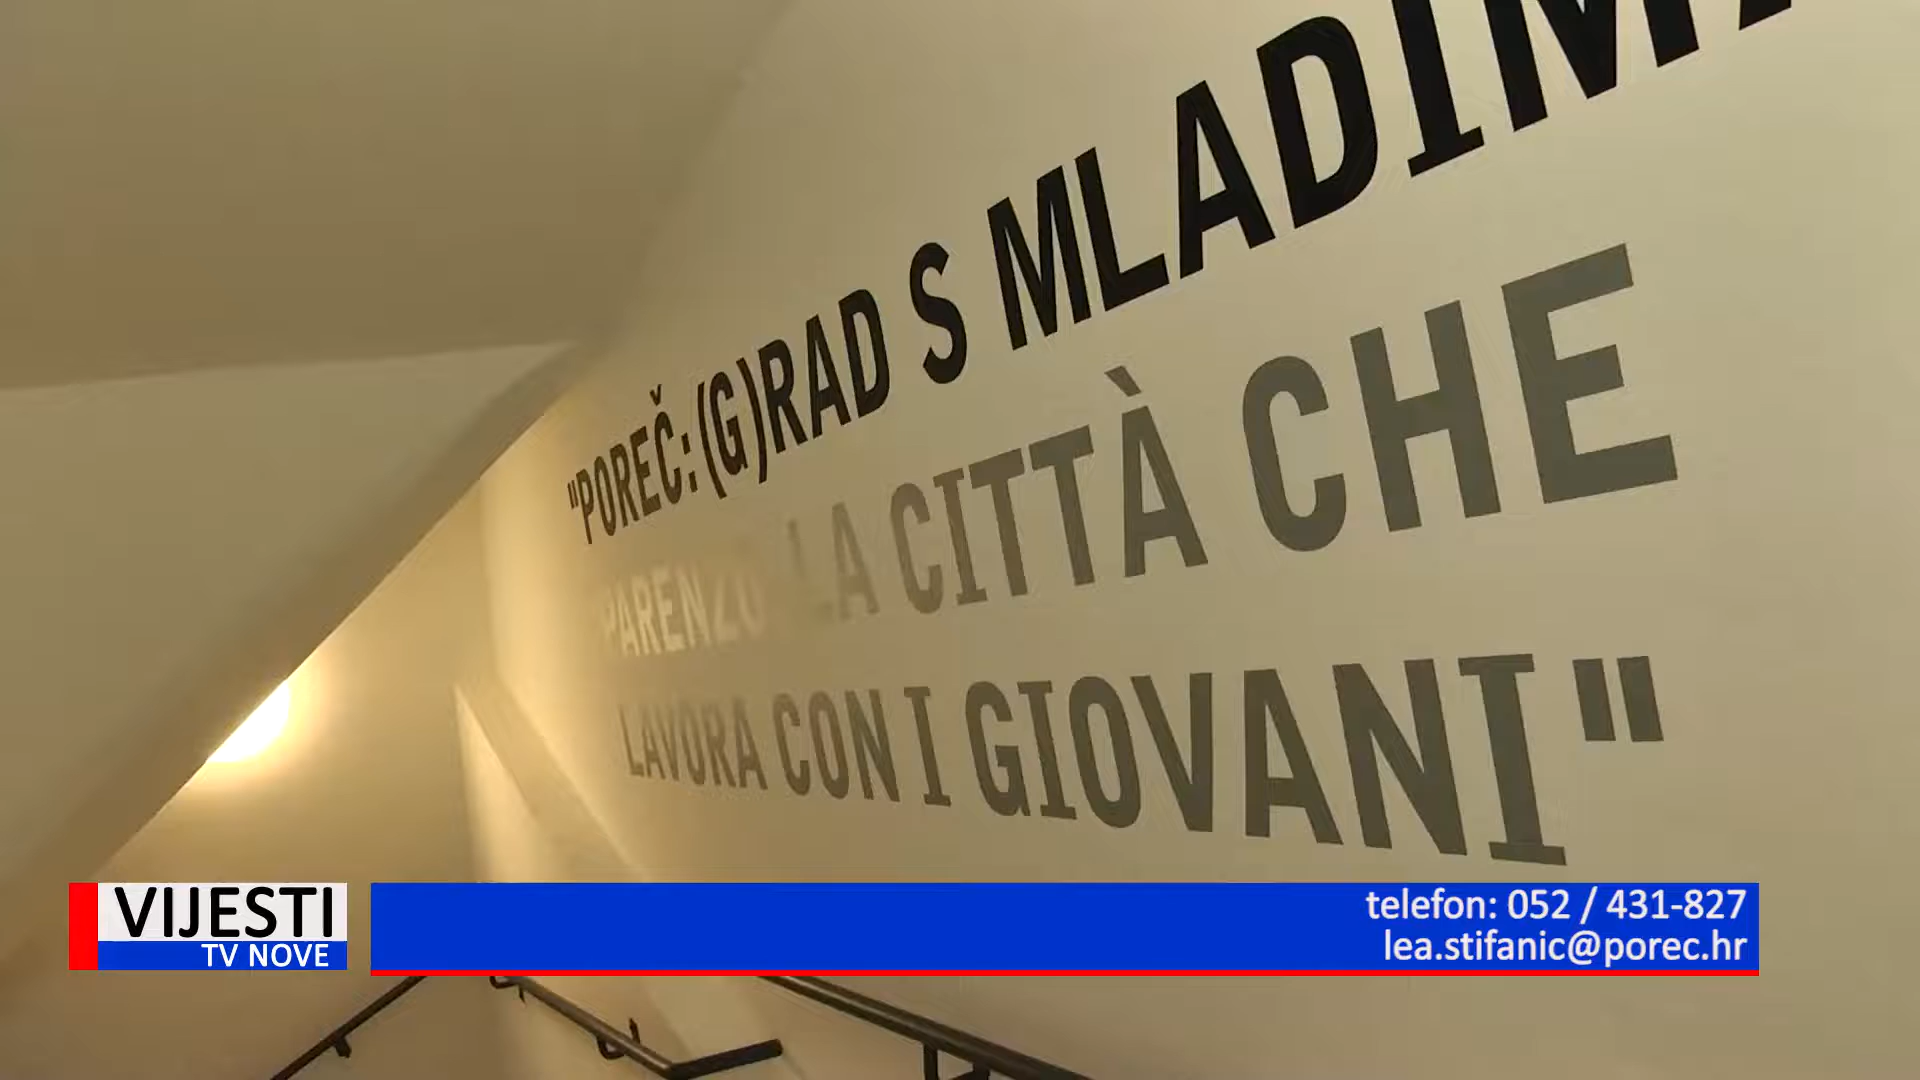 "POREČ: (G)RAD S MLADIMA
PARENZO LA CITTÀ CHE
LAVORA CON I GIOVANI"
VIJESTI
TV NOVE
telefon: 052 / 431-827
lea.stifanic@porec.hr